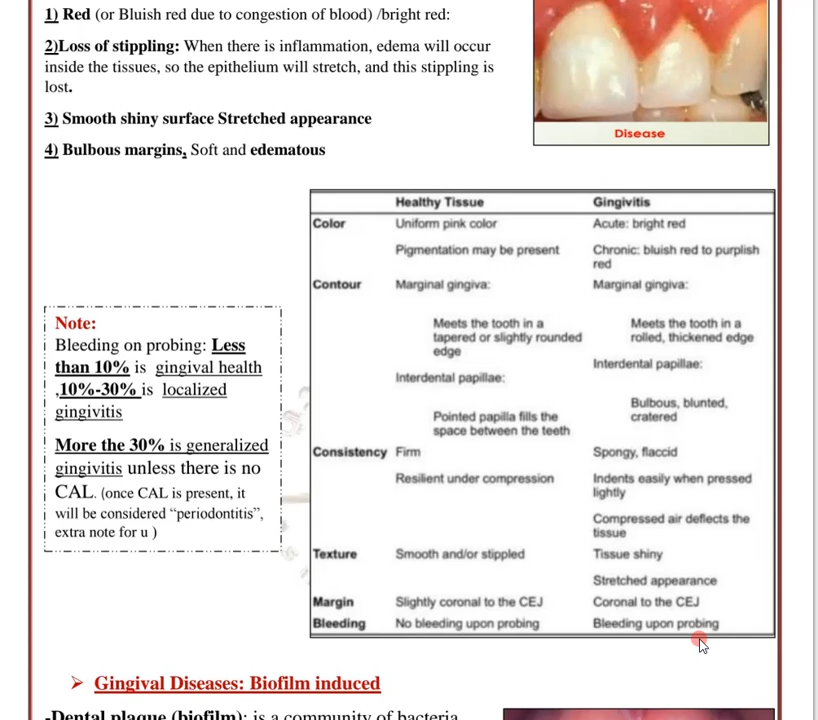 1) Red (or Bluish red due to congestion of blood) /bright red:
2)Loss of stippling: When there is inflammation, edema will occur
inside the tissues, so the epithelium will stretch, and this stippling is
lost.
3) Smooth shiny surface Stretched appearance
4) Bulbous margins, Soft and edematous
Disease
Healthy Tissue Gingivitis
Color Uniform pink color Acute: bright red
Pigmentation may be present Chronic: bluish red to purplish
red
Contour Marginal gingiva: Marginal gingiva:
Meets the tooth in a Meets the tooth in a
tapered or slightly rounded rolled, thickened edge
edge
Interdental papillae:
Interdental papillae:
Bulbous, blunted,
Pointed papilla fills the cratered
space between the teeth
Consistency Firm Spongy, flaccid
Resilient under compression Indents easily when pressed
lightly
Compressed air deflects the
tissue
Texture Smooth and/or stippled Tissue shiny
Stretched appearance
Margin Slightly coronal to the CEJ Coronal to the CEJ
Bleeding No bleeding upon probing Bleeding upon probing
Note:
Bleeding on probing: Less
than 10% is gingival health
,10%-30% is localized
gingivitis
More the 30% is generalized
gingivitis unless there is no
CAL. (once CAL is present, it
will be considered “periodontitis”,
extra note for u )
➢ Gingival Diseases: Biofilm induced
-Dental plaque (biofilm): is a community of bacteria